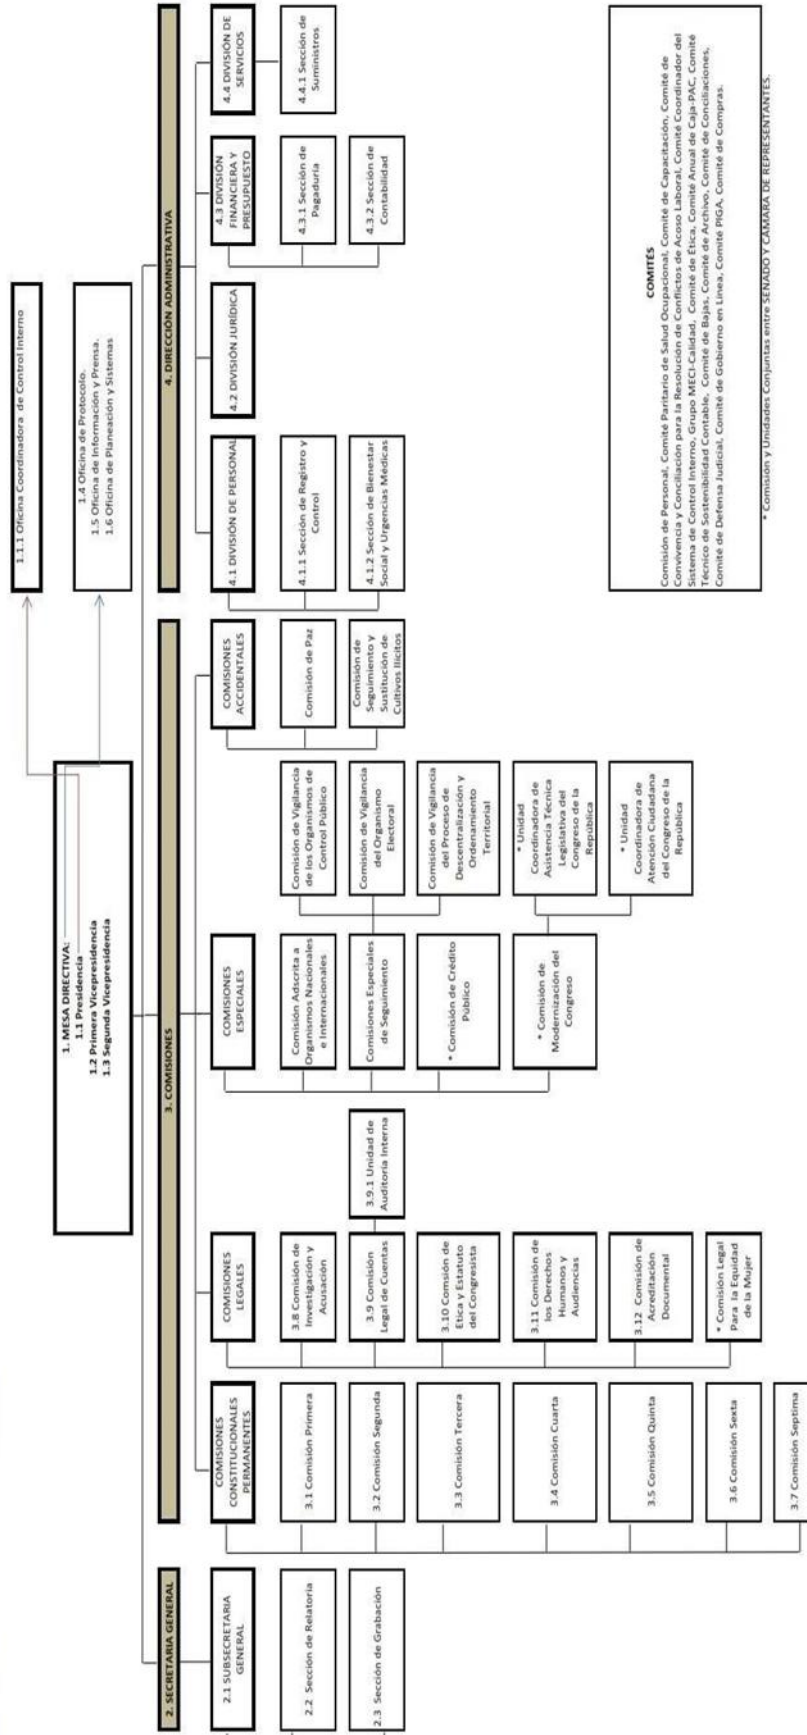 1. MESA DIRECTIVA:
1.1 Presidencia
1.2 Primera Vicepresidencia
1.3 Segunda Vicepresidencia
1.1.1 Oficina Coordinadora de Control Interno
1.4 Oficina de Protocolo.
1.5 Oficina de Información y Prensa.
1.6 Oficina de Planeación y Sistemas
2. SECRETARIA GENERAL
2.1 SUBSECRETARIA
GENERAL
2.2 Sección de Relatoria
2.3 Sección de Grabación
3. COMISIONES
COMISIONES
CONSTITUCIONALES
PERMANENTES
3.1 Comisión Primera
3.2 Comisión Segunda
3.3 Comisión Tercera
3.4 Comisión Cuarta
3.5 Comisión Quinta
3.6 Comisión Sexta
3.7 Comisión Septima
COMISIONES
LEGALES
3.8 Comisión de
Investigación y
Acusación
3.9 Comisión
Legal de Cuentas
3.9.1 Unidad de
Auditoría Interna
3.10 Comsión de
Etica y Estatuto
del Congresista
3.11 Comisión de
los Derechos
Humanos y
Audiencias
3.12 Comisión de
Acreditación
Documental
* Comisión Legal
Para la Equidad
de la Mujer
COMISIONES
ESPECIALES
Comisión Adscrita a
Organismos Nacionales
e Internacionales
Comisiones Especiales
de Seguimiento
* Comisión de Crédito
Público
* Comisión de
Modernización del
Congreso
Comisión de Vigilancia
de los Organismos de
Control Público
Comisión de Vigilancia
del Organismo
Electoral
Comisión de Vigilancia
del Proceso de
Descentralización y
Ordenamiento
Territorial
* Unidad
Coordinadora de
Asistencia Técnica
Legislativa del
Congreso de la
República
* Unidad
Coordinadora de
Atención Ciudadana
del Congreso de la
República
COMISIONES
ACCIDENTALES
Comisión de Paz
Comisión de
Seguimiento y
Sustitución de
Cultivos Ilícitos
4. DIRECCIÓN ADMINISTRATIVA
4.1 DIVISIÓN DE PERSONAL
4.1.1 Sección de Registro y
Control
4.1.2 Sección de Bienestar
Social y Urgencias Médicas
4.2 DIVISIÓN JURÍDICA
4.3 DIVISIÓN
FINANCIERA Y
PRESUPUESTO
4.3.1 Sección de
Pagaduría
4.3.2 Sección de
Contabilidad
4.4 DIVISIÓN DE
SERVICIOS
4.4.1 Sección de
Suministros
COMITÉS
Comisión de Personal, Comité Paritario de Salud Ocupacional, Comité de Capacitación, Comité de
Convivencia y Conciliación para la Resolución de Conflictos de Acoso Laboral, Comité Coordinador del
Sistema de Control Interno, Grupo MECI-Calidad, Comité de Ética, Comité Anual de Caja-PAC, Comité
Técnico de Sostenibilidad Contable, Comité de Bajas, Comité de Archivo, Comité de Conciliaciones,
Comité de Defensa Judicial, Comité de Gobierno en Línea, Comité PIGA, Comité de Compras.
* Comisión y Unidades Conjuntas entre SENADO Y CÁMARA DE REPRESENTANTES.